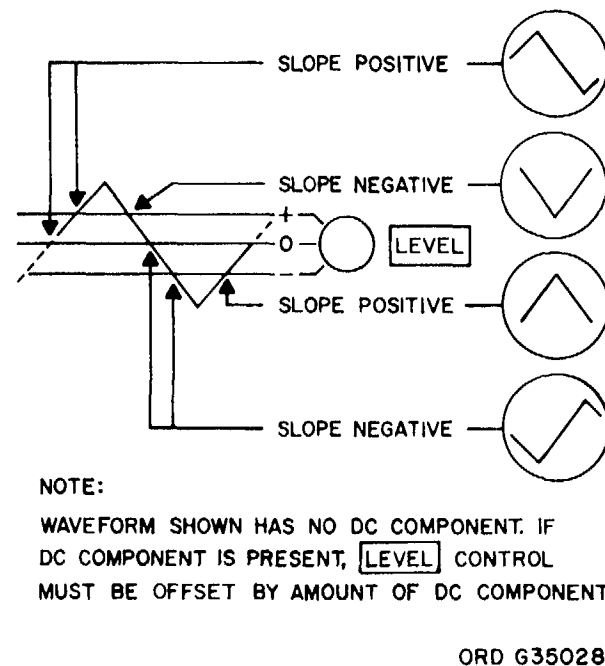 SLOPE POSITIVE
SLOPE NEGATIVE
+
0
LEVEL
−
SLOPE POSITIVE
SLOPE NEGATIVE
NOTE:
WAVEFORM SHOWN HAS NO DC COMPONENT. IF
DC COMPONENT IS PRESENT, LEVEL CONTROL
MUST BE OFFSET BY AMOUNT OF DC COMPONENT
ORD G35028